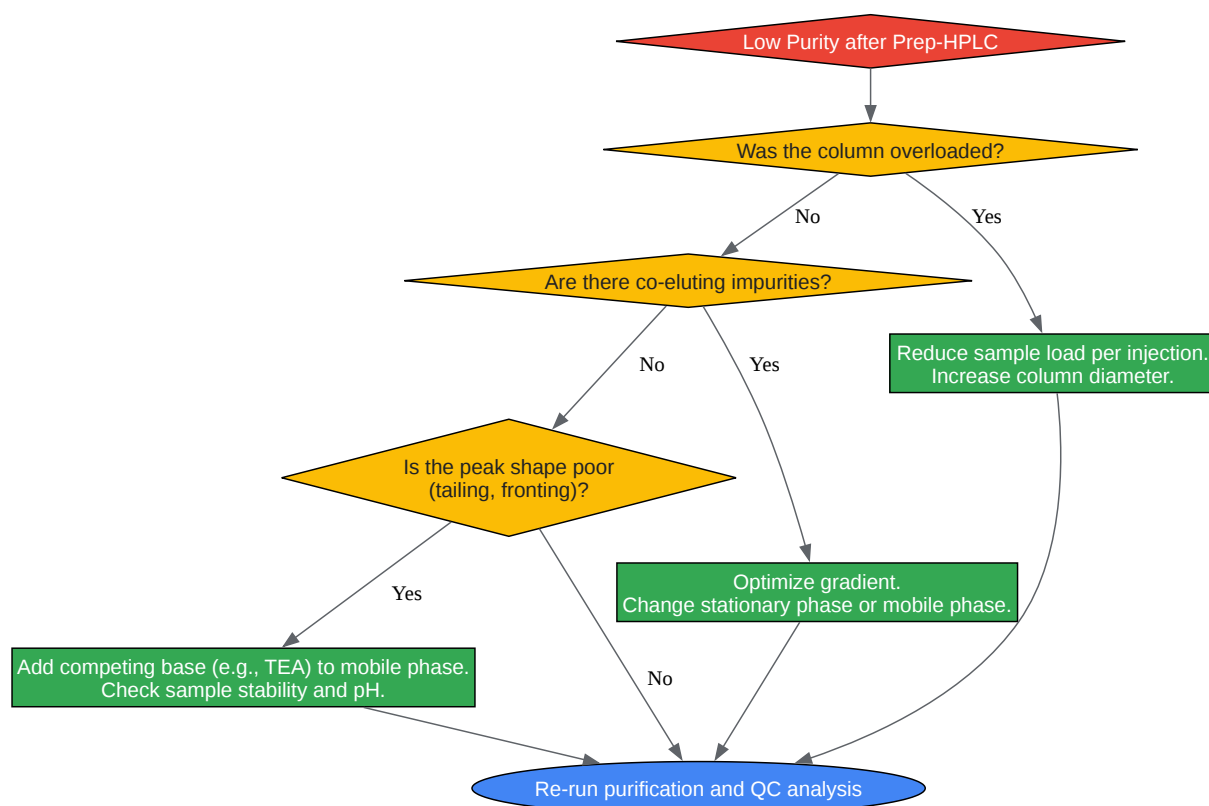 Low Purity after Prep-HPLC
Was the column overloaded?
No
Yes
Are there co-eluting impurities?
Reduce sample load per injection.
Increase column diameter.
No
Yes
Is the peak shape poor
(tailing, fronting)?
Optimize gradient.
Change stationary phase or mobile phase.
Yes
Add competing base (e.g., TEA) to mobile phase.
Check sample stability and pH.
No
Re-run purification and QC analysis